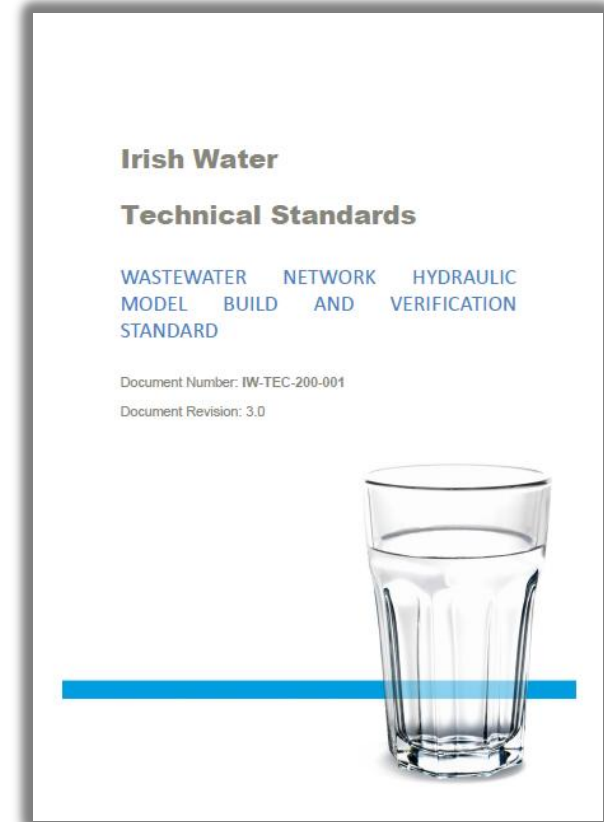 Irish Water
Technical Standards
WASTEWATER NETWORK HYDRAULIC
MODEL BUILD AND VERIFICATION
STANDARD
Document Number: IW-TEC-200-001
Document Revision: 3.0